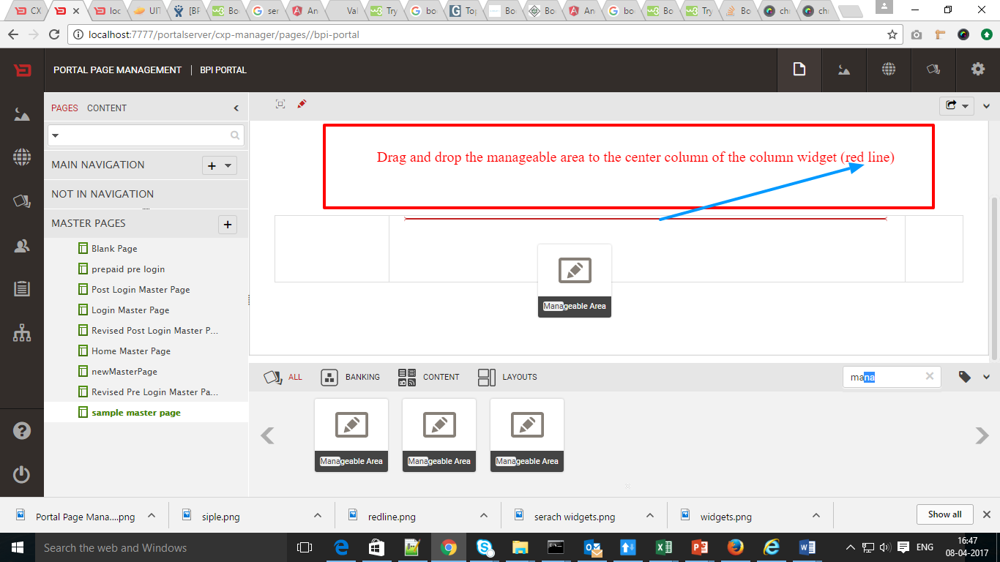 CX
loc
UIT
[BF
Bo
ser
An
Val
Try
bo
Top
Bo
Bo
An
bo
Bo
Try
Bo
chr
chr
localhost:7777/portalserver/cxp-manager/pages//bpi-portal
PORTAL PAGE MANAGEMENT | BPI PORTAL
PAGES CONTENT
MAIN NAVIGATION
NOT IN NAVIGATION
MASTER PAGES
Blank Page
prepaid pre login
Post Login Master Page
Login Master Page
Revised Post Login Master P...
Home Master Page
newMasterPage
Revised Pre Login Master Pa...
sample master page
Drag and drop the manageable area to the center column of the column widget (red line)
Manageable Area
ALL BANKING CONTENT LAYOUTS
mana
Manageable Area
Manageable Area
Manageable Area
Portal Page Mana....png
siple.png
redline.png
serach widgets.png
widgets.png
Show all
Search the web and Windows
ENG
16:47
08-04-2017